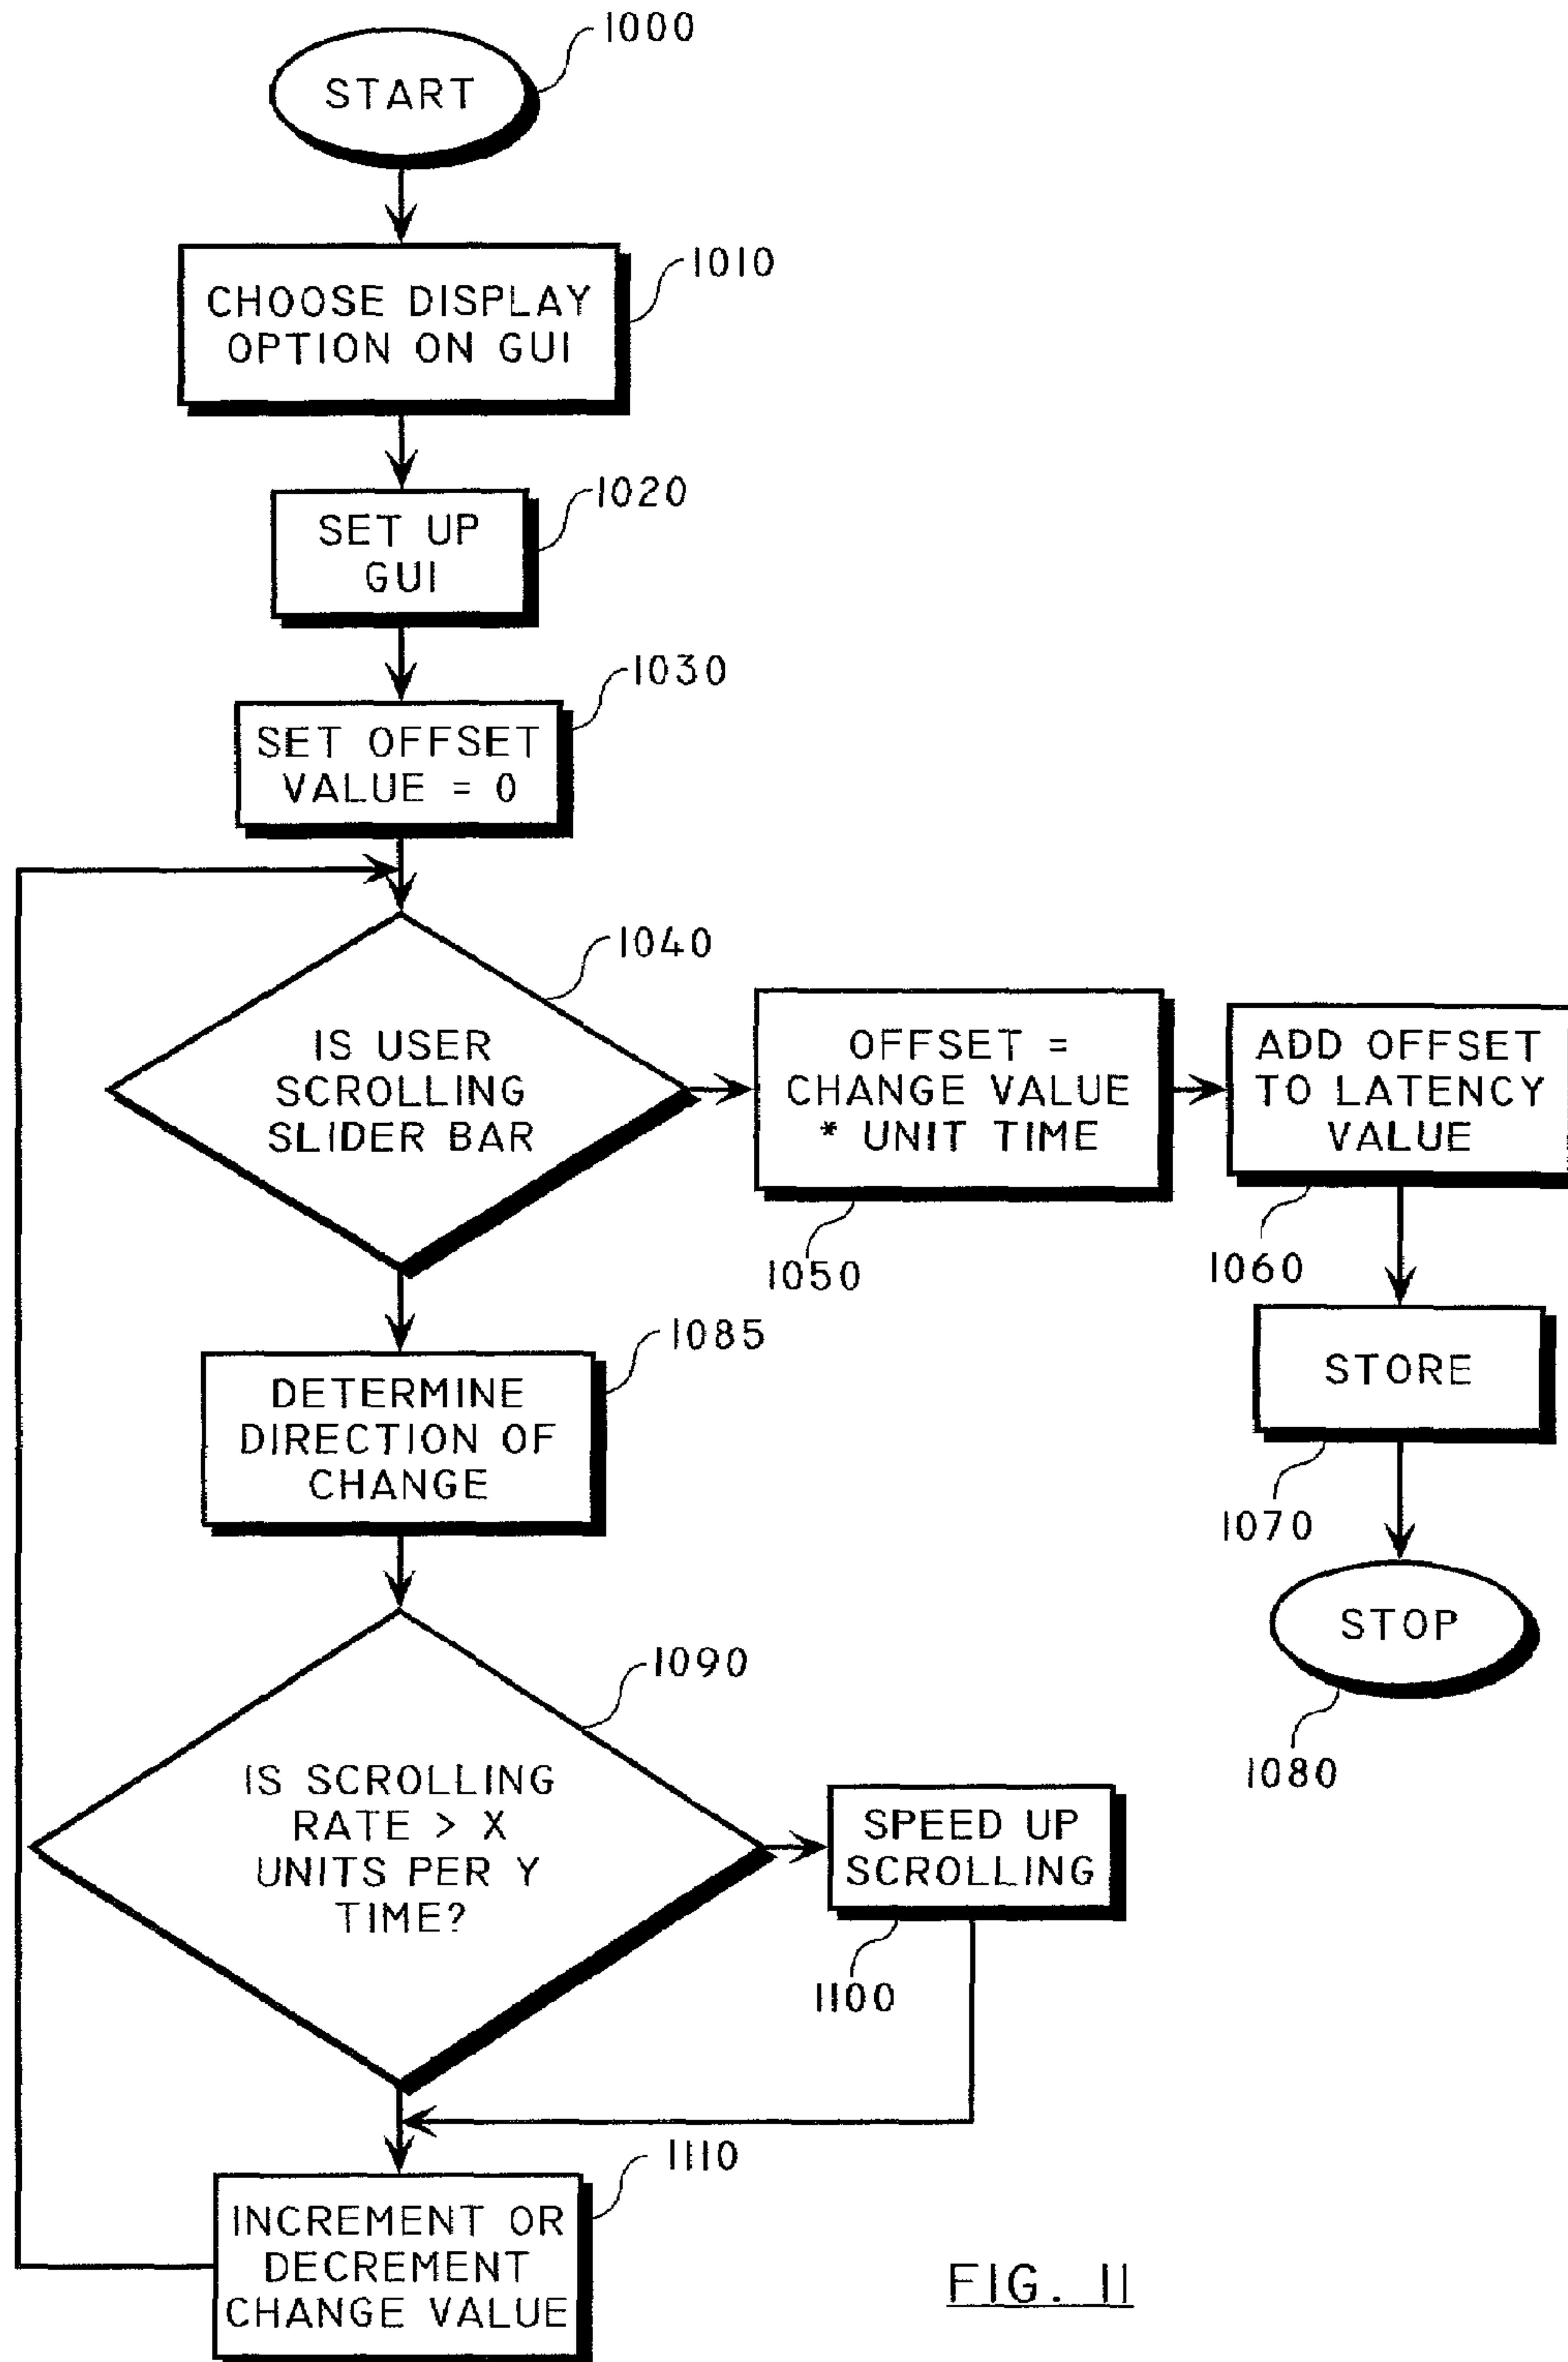 1000
START
1010
CHOOSE DISPLAY
OPTION ON GUI
1020
SET UP
GUI
1030
SET OFFSET
VALUE = 0
1040
IS USER
SCROLLING
SLIDER BAR
OFFSET =
CHANGE VALUE
* UNIT TIME
1050
ADD OFFSET
TO LATENCY
VALUE
1060
STORE
1070
STOP
1080
1085
DETERMINE
DIRECTION OF
CHANGE
1090
IS SCROLLING
RATE > X
UNITS PER Y
TIME?
SPEED UP
SCROLLING
1100
1110
INCREMENT OR
DECREMENT
CHANGE VALUE
FIG. 11